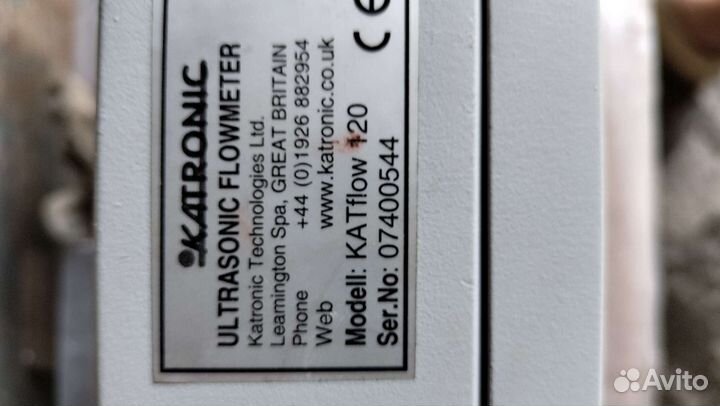 KATRONIC
ULTRASONIC FLOWMETER
Katronic Technologies Ltd.
Leamington Spa, GREAT BRITAIN
Phone +44 (0)1926 882954
Web www.katronic.co.uk
Modell: KATflow 120
Ser.No: 07400544
CE
Avito